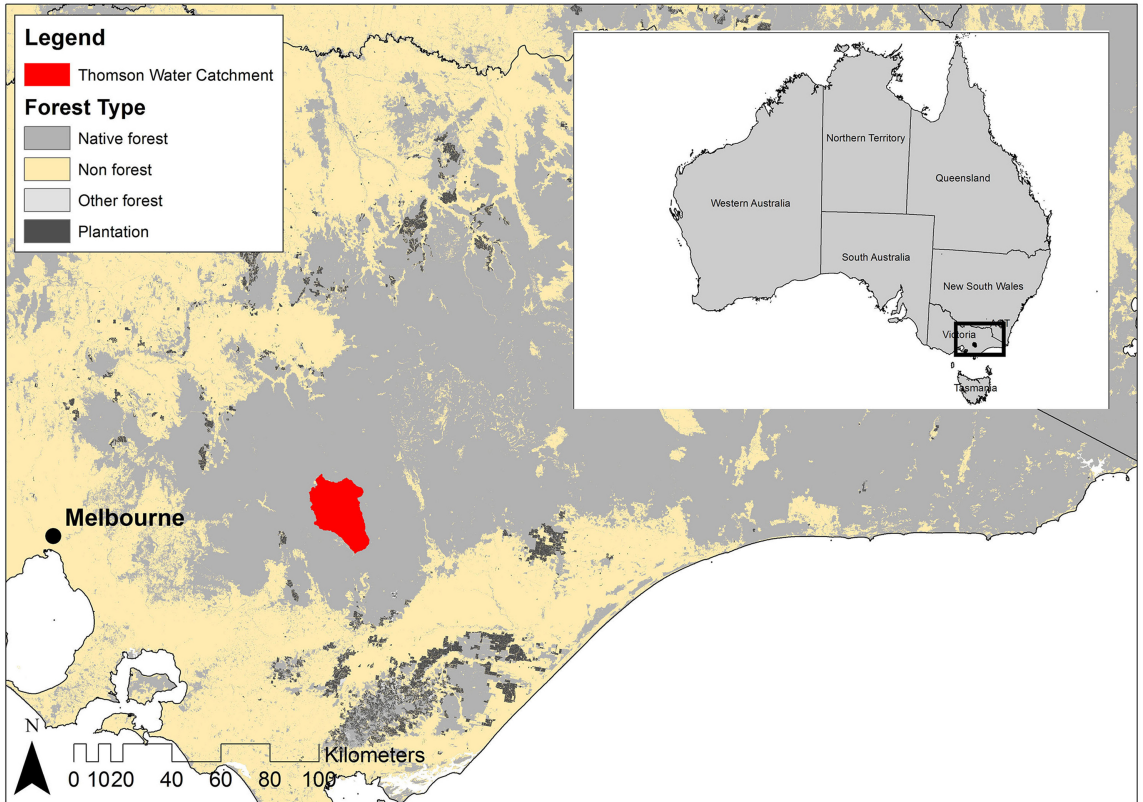 Legend
Thomson Water Catchment
Forest Type
Native forest
Non forest
Other forest
Plantation
Northern Territory
Queensland
Western Australia
South Australia
New South Wales
Victoria
Tasmania
Melbourne
N
Kilometers
0 10 20 40 60 80 100